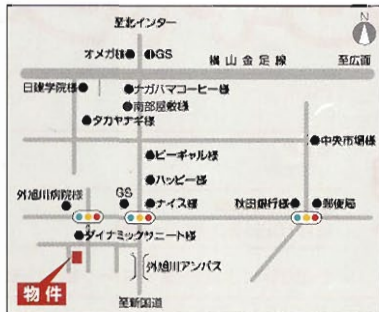 至北インター
N
オメガ様
GS
横山金足線
至広面
日建学院様
ナガハマコーヒー様
南部屋敷様
タカヤナギ様
中央市場様
ビーギャル様
ハッピー様
外旭川病院様
GS
ナイス様
秋田銀行様
郵便局
ダイナミックサニート様
外旭川アンパス
物件
至新国道